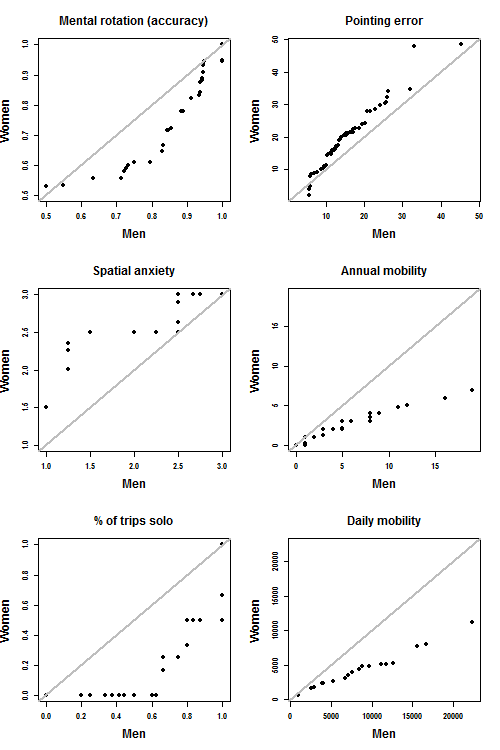 Mental rotation (accuracy)
Women
0.5 0.6 0.7 0.8 0.9 1.0
0.5 0.6 0.7 0.8 0.9 1.0
Men
Pointing error
Women
10 20 30 40 50
10 20 30 40 50
Men
Spatial anxiety
Women
1.0 1.5 2.0 2.5 3.0
1.0 1.5 2.0 2.5 3.0
Men
Annual mobility
Women
0 5 10 15
0 5 10 15
Men
% of trips solo
Women
0.0 0.2 0.4 0.6 0.8 1.0
0.0 0.2 0.4 0.6 0.8 1.0
Men
Daily mobility
Women
0 5000 10000 15000 20000
0 5000 10000 15000 20000
Men